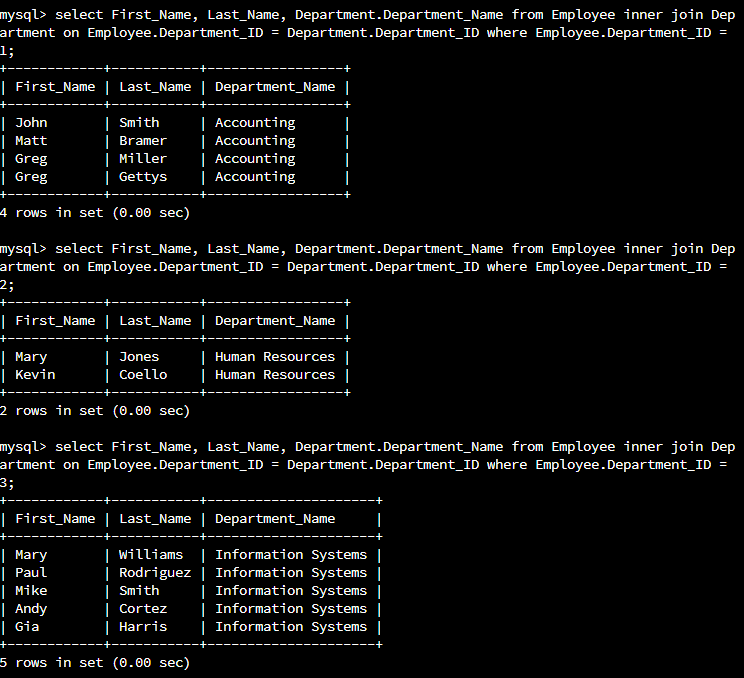 mysql> select First_Name, Last_Name, Department.Department_Name from Employee inner join Dep
artment on Employee.Department_ID = Department.Department_ID where Employee.Department_ID =
1;
+------------+-----------+-----------------+
| First_Name | Last_Name | Department_Name |
+------------+-----------+-----------------+
| John       | Smith     | Accounting      |
| Matt       | Bramer    | Accounting      |
| Greg       | Miller    | Accounting      |
| Greg       | Gettys    | Accounting      |
+------------+-----------+-----------------+
4 rows in set (0.00 sec)

mysql> select First_Name, Last_Name, Department.Department_Name from Employee inner join Dep
artment on Employee.Department_ID = Department.Department_ID where Employee.Department_ID =
2;
+------------+-----------+-----------------+
| First_Name | Last_Name | Department_Name |
+------------+-----------+-----------------+
| Mary       | Jones     | Human Resources |
| Kevin      | Coello    | Human Resources |
+------------+-----------+-----------------+
2 rows in set (0.00 sec)

mysql> select First_Name, Last_Name, Department.Department_Name from Employee inner join Dep
artment on Employee.Department_ID = Department.Department_ID where Employee.Department_ID =
3;
+------------+-----------+---------------------+
| First_Name | Last_Name | Department_Name     |
+------------+-----------+---------------------+
| Mary       | Williams  | Information Systems |
| Paul       | Rodriguez | Information Systems |
| Mike       | Smith     | Information Systems |
| Andy       | Cortez    | Information Systems |
| Gia        | Harris    | Information Systems |
+------------+-----------+---------------------+
5 rows in set (0.00 sec)